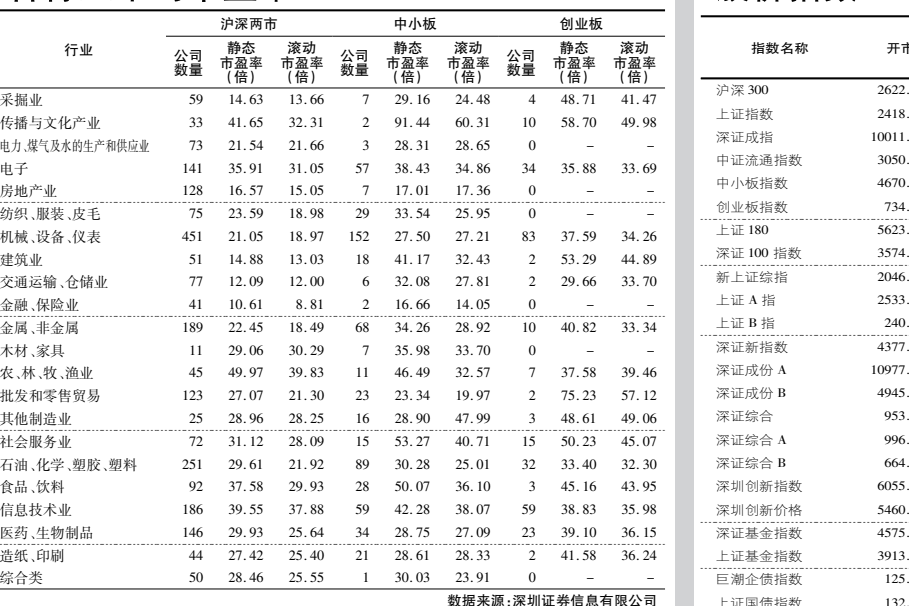 沪深两市 中小板 创业板
行业 公司数量 静态市盈率(倍) 滚动市盈率(倍) 公司数量 静态市盈率(倍) 滚动市盈率(倍) 公司数量 静态市盈率(倍) 滚动市盈率(倍)
采掘业 59 14.63 13.66 7 29.16 24.48 4 48.71 41.47
传播与文化产业 33 41.65 32.31 2 91.44 60.31 10 58.70 49.98
电力、煤气及水的生产和供应业 73 21.54 21.66 3 28.31 28.65 0 – –
电子 141 35.91 31.05 57 38.43 34.86 34 35.88 33.69
房地产业 128 16.57 15.05 7 17.01 17.36 0 – –
纺织、服装、皮毛 75 23.59 18.98 29 33.54 25.95 0 – –
机械、设备、仪表 451 21.05 18.97 152 27.50 27.21 83 37.59 34.26
建筑业 51 14.88 13.03 18 41.17 32.43 2 53.29 44.89
交通运输、仓储业 77 12.09 12.00 6 32.08 27.81 2 29.66 33.70
金融、保险业 41 10.61 8.81 2 16.66 14.05 0 – –
金属、非金属 189 22.45 18.49 68 34.26 28.92 10 40.82 33.34
木材、家具 11 29.06 30.29 7 35.98 33.70 0 – –
农、林、牧、渔业 45 49.97 39.83 11 46.49 32.57 7 37.58 39.46
批发和零售贸易 123 27.07 21.30 23 23.34 19.97 2 75.23 57.12
其他制造业 25 28.96 28.25 16 28.90 47.99 3 48.61 49.06
社会服务业 72 31.12 28.09 15 53.27 40.71 15 50.23 45.07
石油、化学、塑胶、塑料 251 29.61 21.92 89 30.28 25.01 32 33.40 32.30
食品、饮料 92 37.58 29.93 28 50.07 36.10 3 45.16 43.95
信息技术业 186 39.55 37.88 59 42.28 38.07 59 38.83 35.98
医药、生物制品 146 29.93 25.64 34 28.75 27.09 23 39.10 36.15
造纸、印刷 44 27.42 25.40 21 28.61 28.33 2 41.58 36.24
综合类 50 28.46 25.55 1 30.03 23.91 0 – –
数据来源:深圳证券信息有限公司
指数名称 开市
沪深 300 2622.
上证指数 2418.
深证成指 10011.
中证流通指数 3050.
中小板指数 4670.
创业板指数 734.
上证 180 5623.
深证 100 指数 3574.
新上证综指 2046.
上证 A 指 2533.
上证 B 指 240.
深证新指数 4377.
深证成份 A 10977.
深证成份 B 4945.
深证综合 953.
深证综合 A 996.
深证综合 B 664.
深圳创新指数 6055.
深圳创新价格 5460.
深证基金指数 4575.
上证基金指数 3913.
巨潮企债指数 125.
上证国债指数 132.